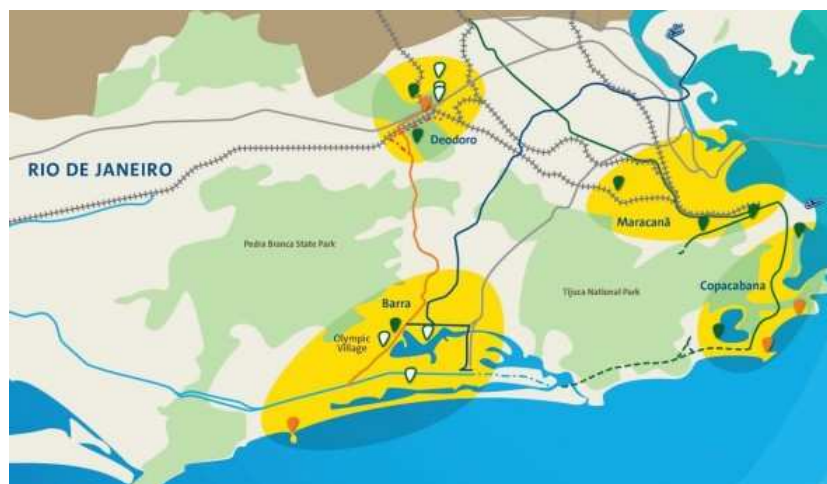 Deodoro
RIO DE JANEIRO
Maracanã
Pedra Branca State Park
Copacabana
Tijuca National Park
Barra
Olympic
Village